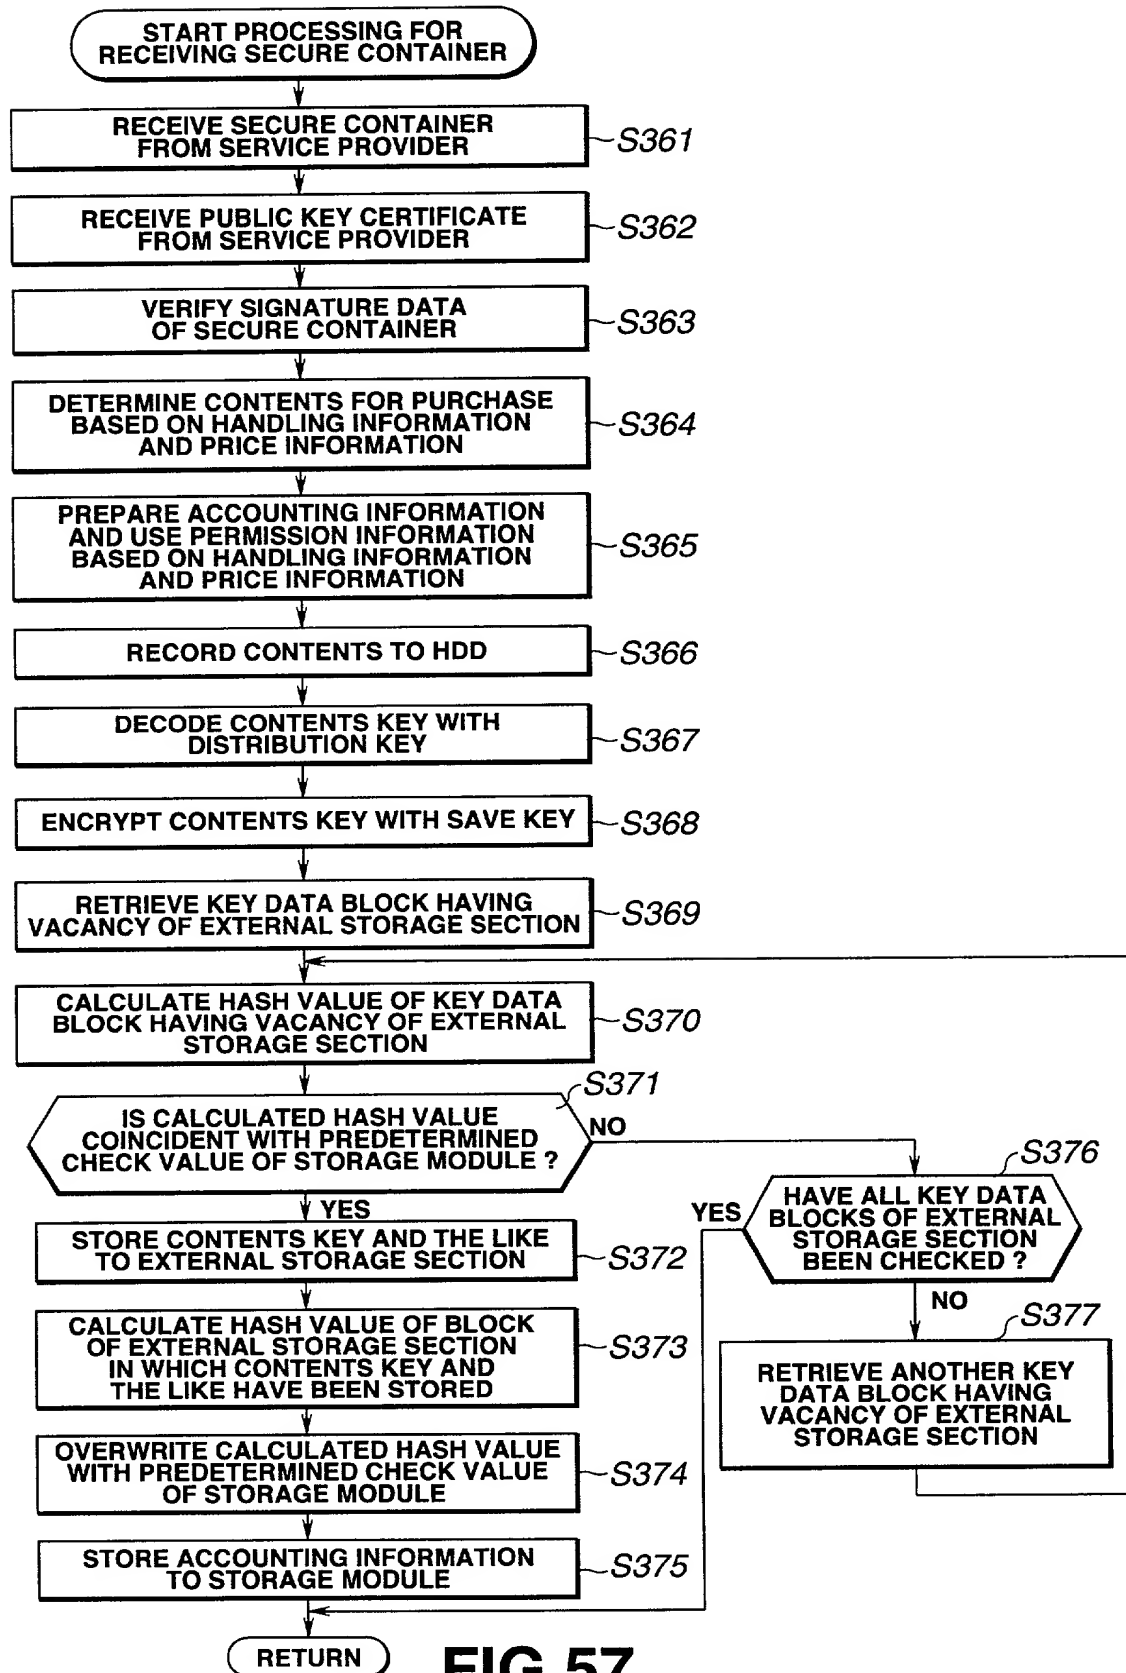 START PROCESSING FOR
RECEIVING SECURE CONTAINER
RECEIVE SECURE CONTAINER
FROM SERVICE PROVIDER
S361
RECEIVE PUBLIC KEY CERTIFICATE
FROM SERVICE PROVIDER
S362
VERIFY SIGNATURE DATA
OF SECURE CONTAINER
S363
DETERMINE CONTENTS FOR PURCHASE
BASED ON HANDLING INFORMATION
AND PRICE INFORMATION
S364
PREPARE ACCOUNTING INFORMATION
AND USE PERMISSION INFORMATION
BASED ON HANDLING INFORMATION
AND PRICE INFORMATION
S365
RECORD CONTENTS TO HDD
S366
DECODE CONTENTS KEY WITH
DISTRIBUTION KEY
S367
ENCRYPT CONTENTS KEY WITH SAVE KEY
S368
RETRIEVE KEY DATA BLOCK HAVING
VACANCY OF EXTERNAL STORAGE SECTION
S369
CALCULATE HASH VALUE OF KEY DATA
BLOCK HAVING VACANCY OF EXTERNAL
STORAGE SECTION
S370
S371
IS CALCULATED HASH VALUE
COINCIDENT WITH PREDETERMINED
CHECK VALUE OF STORAGE MODULE ?
NO
YES
S376
HAVE ALL KEY DATA
BLOCKS OF EXTERNAL
STORAGE SECTION
BEEN CHECKED ?
YES
NO
STORE CONTENTS KEY AND THE LIKE
TO EXTERNAL STORAGE SECTION
S372
S377
RETRIEVE ANOTHER KEY
DATA BLOCK HAVING
VACANCY OF EXTERNAL
STORAGE SECTION
CALCULATE HASH VALUE OF BLOCK
OF EXTERNAL STORAGE SECTION
IN WHICH CONTENTS KEY AND
THE LIKE HAVE BEEN STORED
S373
OVERWRITE CALCULATED HASH VALUE
WITH PREDETERMINED CHECK VALUE
OF STORAGE MODULE
S374
STORE ACCOUNTING INFORMATION
TO STORAGE MODULE
S375
RETURN
FIG.57